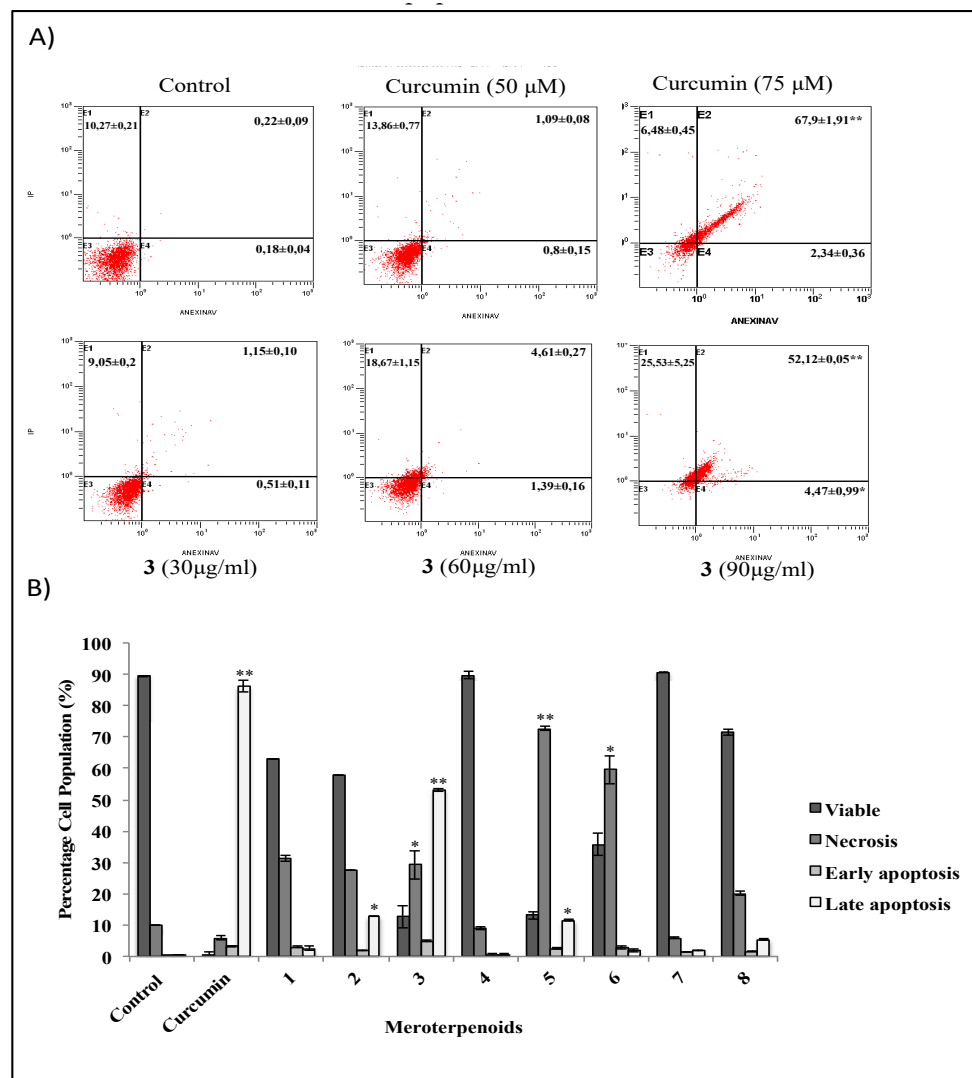 A)
Control
Curcumin (50 µM)
Curcumin (75 µM)
E1 E2
10,27±0,21
0,22±0,09
E3 E4
0,18±0,04
IP
ANEXINAV
E1 E2
13,86±0,77
1,09±0,08
E3 E4
0,8±0,15
ANEXINAV
E1 E2
6,48±0,45
67,9±1,91**
E3 E4
2,34±0,36
ANEXINAV
E1 E2
9,05±0,2
1,15±0,10
E3 E4
0,51±0,11
IP
ANEXINAV
E1 E2
18,67±1,15
4,61±0,27
E3 E4
1,39±0,16
ANEXINAV
E1 E2
25,53±5,25
52,12±0,05**
E3 E4
4,47±0,99*
ANEXINAV
3 (30µg/ml)
3 (60µg/ml)
3 (90µg/ml)
B)
Percentage Cell Population (%)
100
90
80
70
60
50
40
30
20
10
0
**
*
*
**
**
*
*
Control
Curcumin
1
2
3
4
5
6
7
8
Meroterpenoids
Viable
Necrosis
Early apoptosis
Late apoptosis